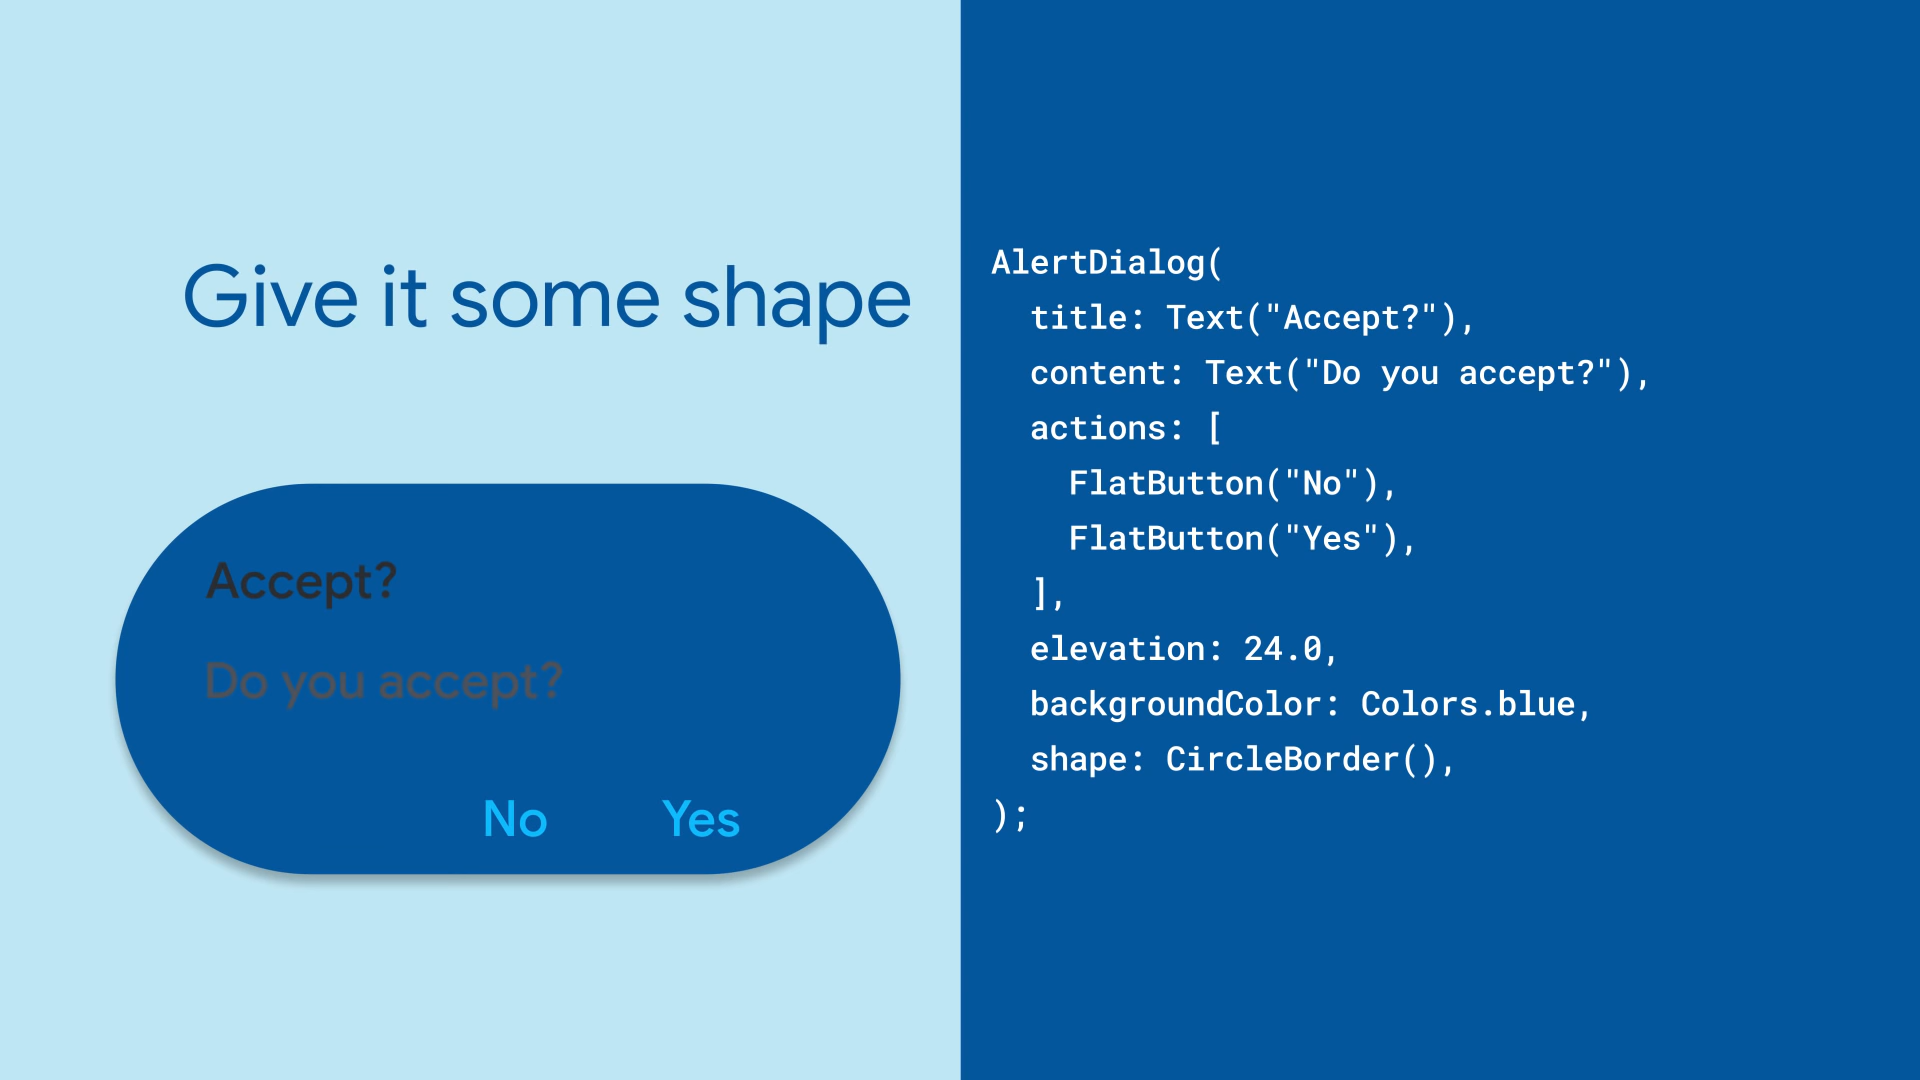 Give it some shape
Accept?
Do you accept?
No Yes
AlertDialog(
  title: Text("Accept?"),
  content: Text("Do you accept?"),
  actions: [
    FlatButton("No"),
    FlatButton("Yes"),
  ],
  elevation: 24.0,
  backgroundColor: Colors.blue,
  shape: CircleBorder(),
);